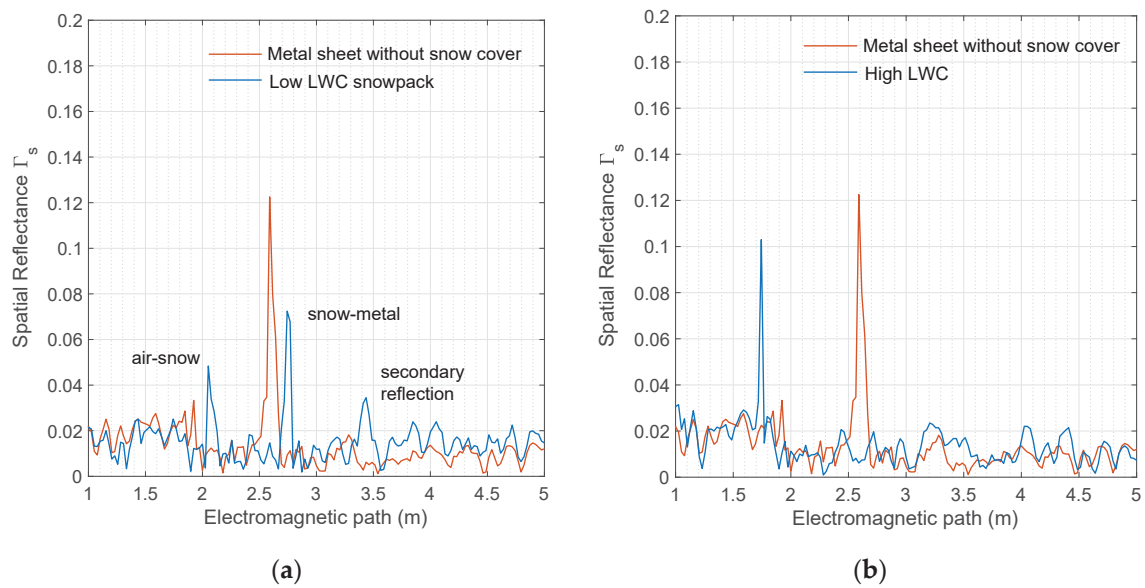 0.2
0.18
0.16
0.14
0.12
0.1
0.08
0.06
0.04
0.02
0
Spatial Reflectance Γs
Metal sheet without snow cover
Low LWC snowpack
air-snow
snow-metal
secondary
reflection
1 1.5 2 2.5 3 3.5 4 4.5 5
Electromagnetic path (m)
(a)
0.2
0.18
0.16
0.14
0.12
0.1
0.08
0.06
0.04
0.02
0
Spatial Reflectance Γs
Metal sheet without snow cover
High LWC
1 1.5 2 2.5 3 3.5 4 4.5 5
Electromagnetic path (m)
(b)